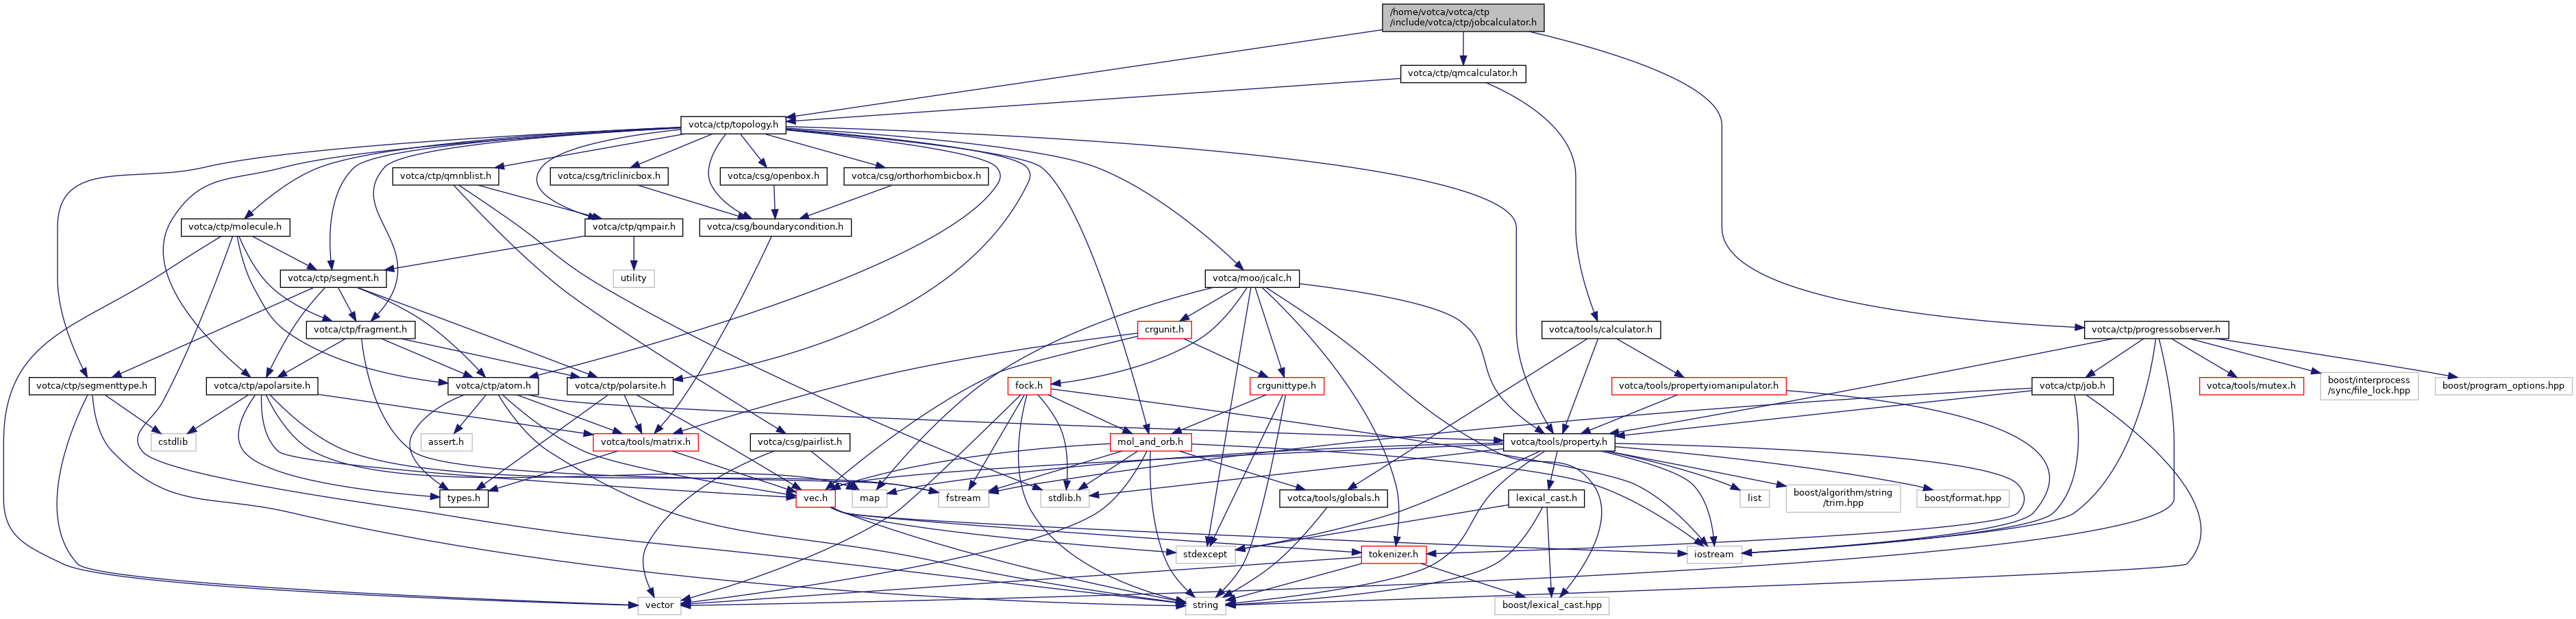 /home/votca/votca/ctp
/include/votca/ctp/jobcalculator.h
votca/ctp/qmcalculator.h
votca/ctp/topology.h
votca/ctp/qmnblist.h
votca/csg/triclinicbox.h
votca/csg/openbox.h
votca/csg/orthorhombicbox.h
votca/ctp/molecule.h
votca/ctp/qmpair.h
votca/csg/boundarycondition.h
votca/ctp/segment.h
utility
votca/moo/jcalc.h
votca/ctp/fragment.h
crgunit.h
votca/tools/calculator.h
votca/ctp/progressobserver.h
votca/ctp/segmenttype.h
votca/ctp/apolarsite.h
votca/ctp/atom.h
votca/ctp/polarsite.h
fock.h
crgunittype.h
votca/tools/propertyiomanipulator.h
votca/ctp/job.h
votca/tools/mutex.h
boost/interprocess
/sync/file_lock.hpp
boost/program_options.hpp
cstdlib
assert.h
votca/tools/matrix.h
votca/csg/pairlist.h
mol_and_orb.h
votca/tools/property.h
types.h
vec.h
map
fstream
stdlib.h
votca/tools/globals.h
lexical_cast.h
list
boost/algorithm/string
/trim.hpp
boost/format.hpp
stdexcept
tokenizer.h
iostream
vector
string
boost/lexical_cast.hpp